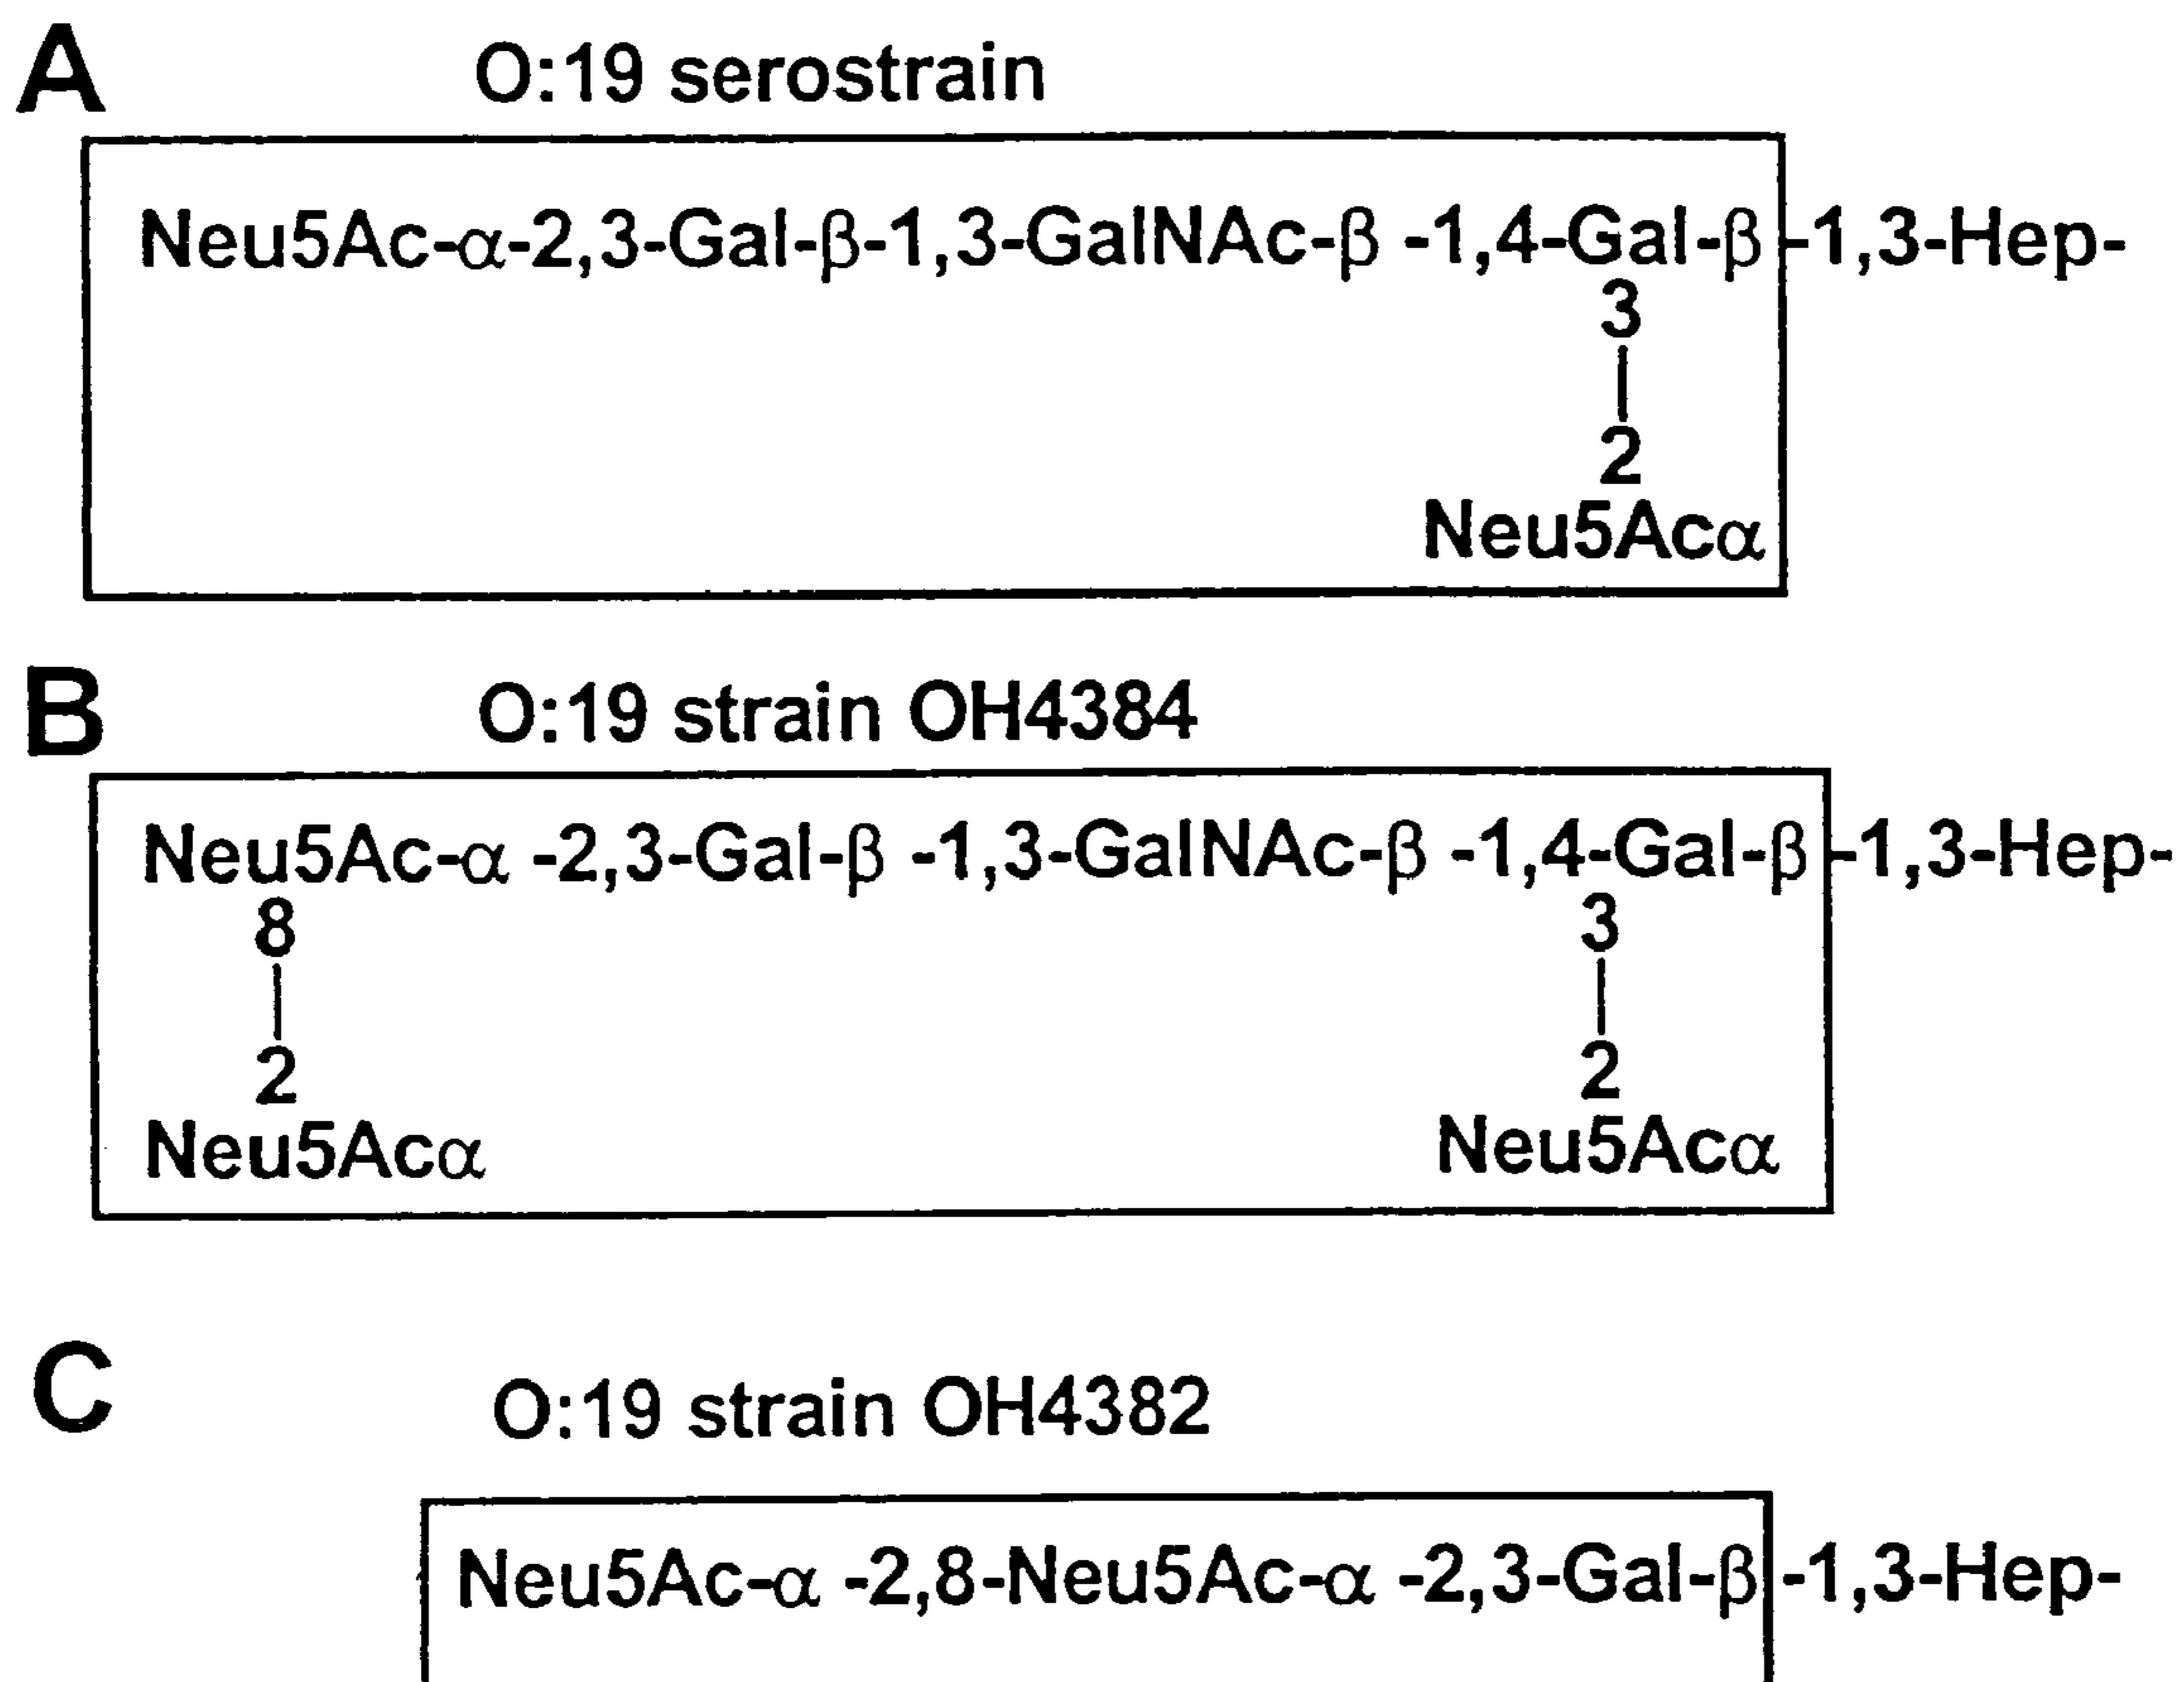 A
O:19 serostrain
Neu5Ac-α-2,3-Gal-β-1,3-GalNAc-β -1,4-Gal-β-1,3-Hep-
3
2
Neu5Acα
B
O:19 strain OH4384
Neu5Ac-α -2,3-Gal-β -1,3-GalNAc-β -1,4-Gal-β-1,3-Hep-
8 3
2 2
Neu5Acα Neu5Acα
C
O:19 strain OH4382
Neu5Ac-α -2,8-Neu5Ac-α -2,3-Gal-β -1,3-Hep-